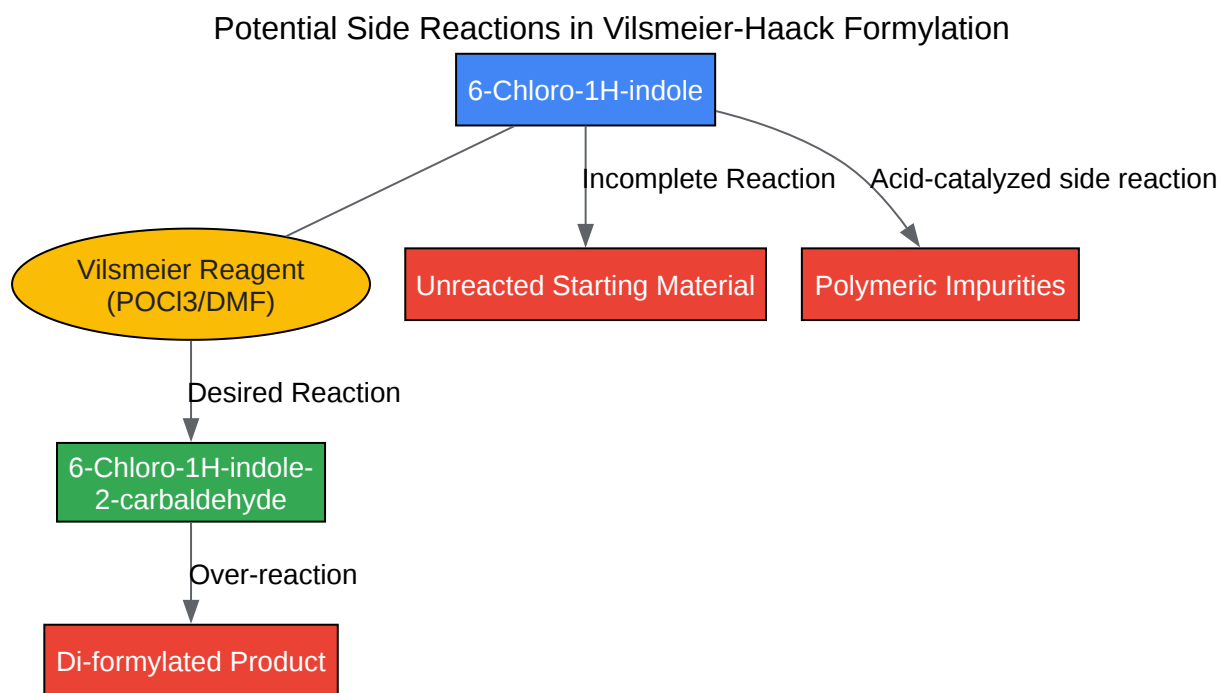 Potential Side Reactions in Vilsmeier-Haack Formylation
6-Chloro-1H-indole
Incomplete Reaction
Acid-catalyzed side reaction
Vilsmeier Reagent
(POCl3/DMF)
Unreacted Starting Material
Polymeric Impurities
Desired Reaction
6-Chloro-1H-indole-
2-carbaldehyde
Over-reaction
Di-formylated Product